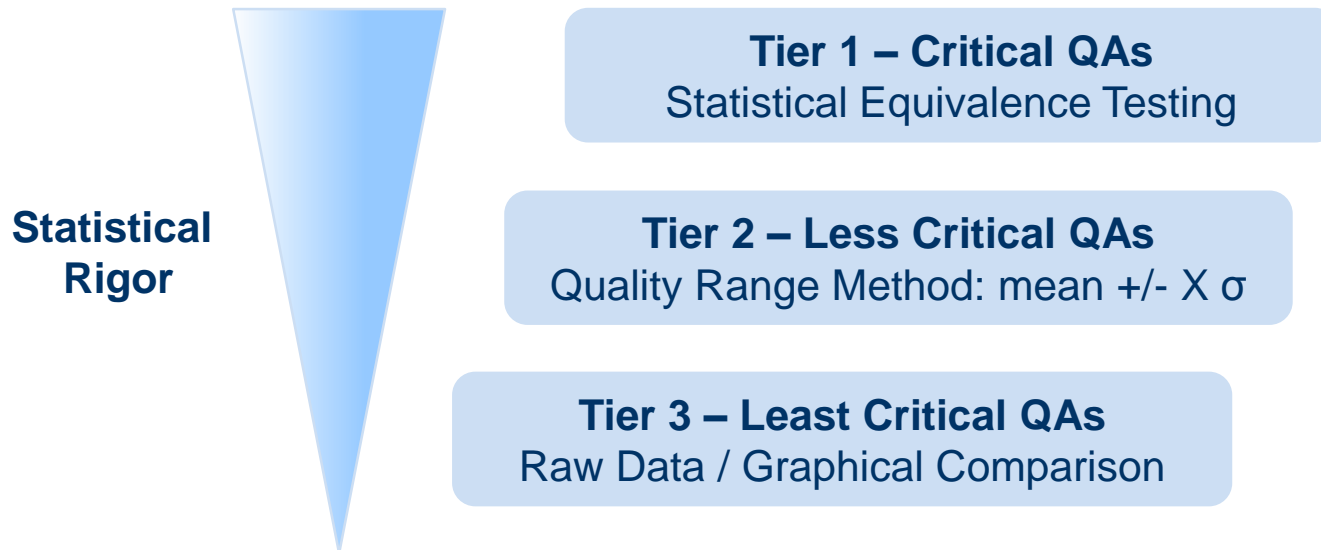 Tier 1 – Critical QAs
Statistical Equivalence Testing
Statistical
Rigor
Tier 2 – Less Critical QAs
Quality Range Method: mean +/- X σ
Tier 3 – Least Critical QAs
Raw Data / Graphical Comparison